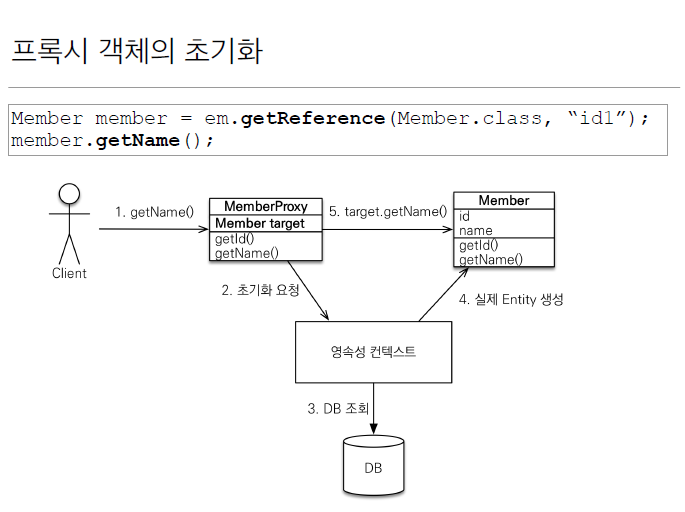 프록시 객체의 초기화
Member member = em.getReference(Member.class, “id1”);
member.getName();
1. getName()
MemberProxy
Member target
getId()
getName()
5. target.getName()
Member
id
name
getId()
getName()
Client
2. 초기화 요청
4. 실제 Entity 생성
영속성 컨텍스트
3. DB 조회
DB